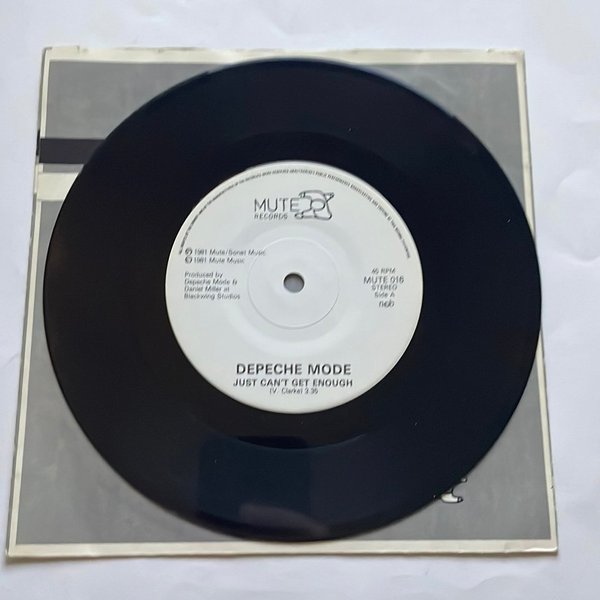 MUTE
RECORDS
℗ 1981 Mute/Sonet Music
© 1981 Mute Music
Produced by
Depeche Mode &
Daniel Miller at
Blackwing Studios
45 RPM
MUTE 016
STEREO
Side A
ncb
DEPECHE MODE
JUST CAN'T GET ENOUGH
(V. Clarke) 3.35